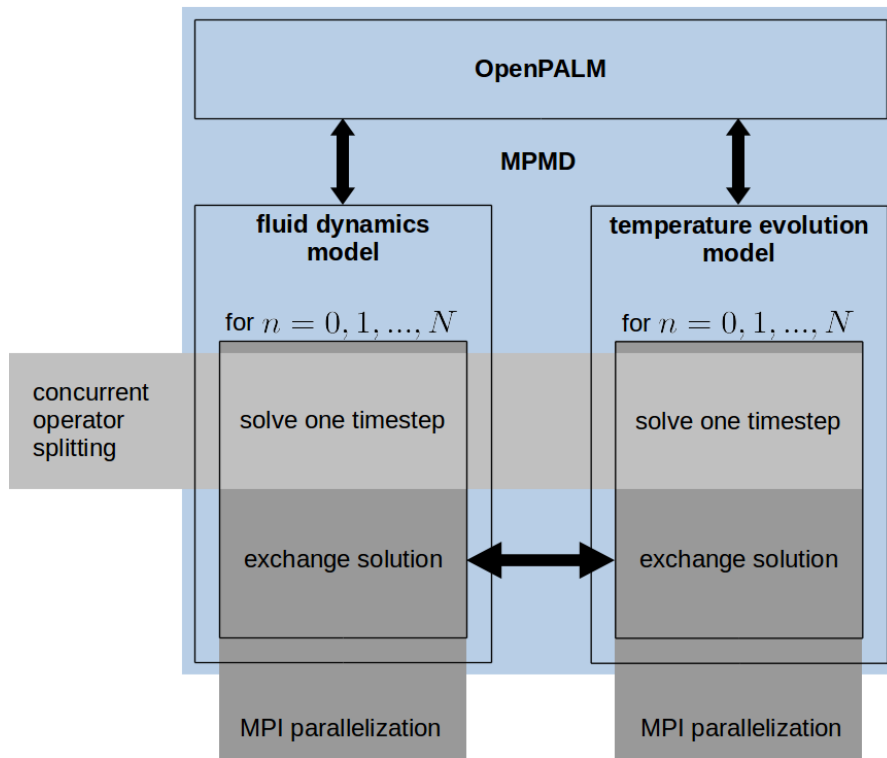 OpenPALM
MPMD
fluid dynamics
model
for n = 0, 1, ..., N
temperature evolution
model
for n = 0, 1, ..., N
concurrent
operator
splitting
solve one timestep
solve one timestep
exchange solution
exchange solution
MPI parallelization
MPI parallelization